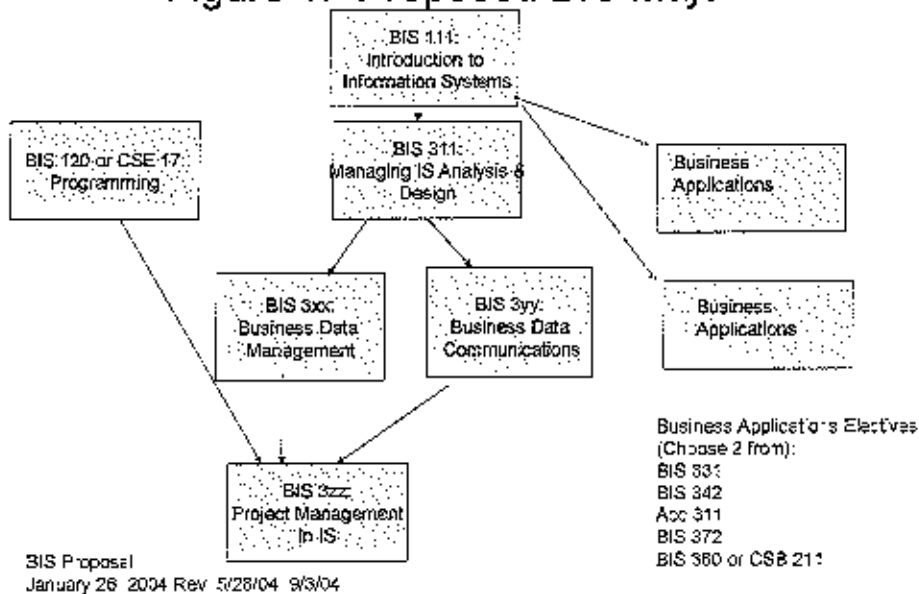 BIS 111:
Introduction to
Information Systems
BIS 120 or CSE 17:
Programming
BIS 311:
Managing IS Analysis &
Design
Business
Applications
BIS 3xx:
Business Data
Management
BIS 3yy:
Business Data
Communications
Business
Applications
BIS 3zz:
Project Management
in IS
Business Applications Electives
(Choose 2 from):
BIS
BIS 342
Acc 311
BIS 372
BIS 360 or
BIS Proposal
January 26 2004 Rev 5/28/04 9/3/04